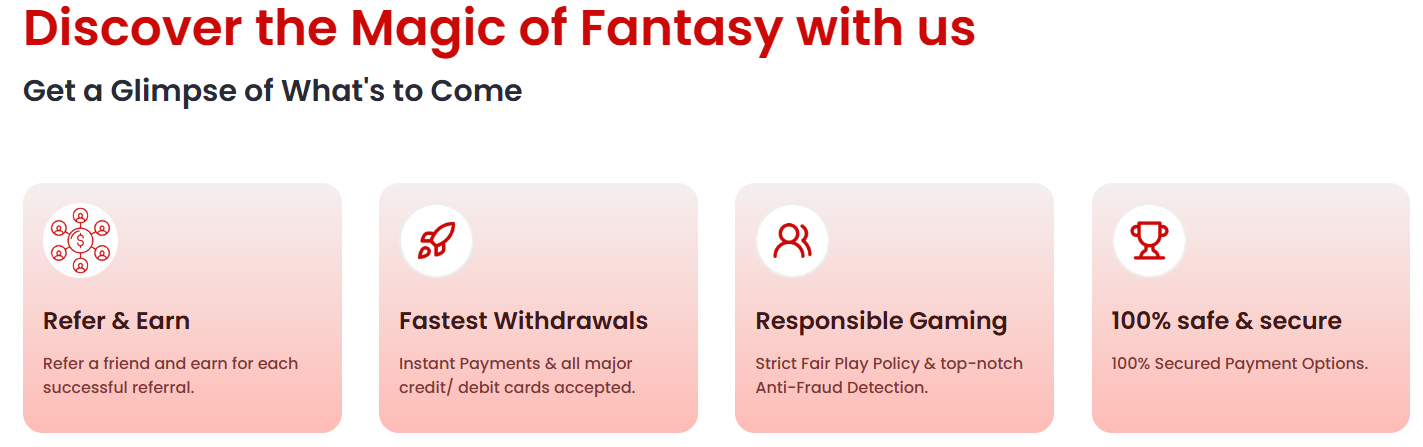 Discover the Magic of Fantasy with us
Get a Glimpse of What's to Come
Refer & Earn
Refer a friend and earn for each
successful referral.
Fastest Withdrawals
Instant Payments & all major
credit/ debit cards accepted.
Responsible Gaming
Strict Fair Play Policy & top-notch
Anti-Fraud Detection.
100% safe & secure
100% Secured Payment Options.